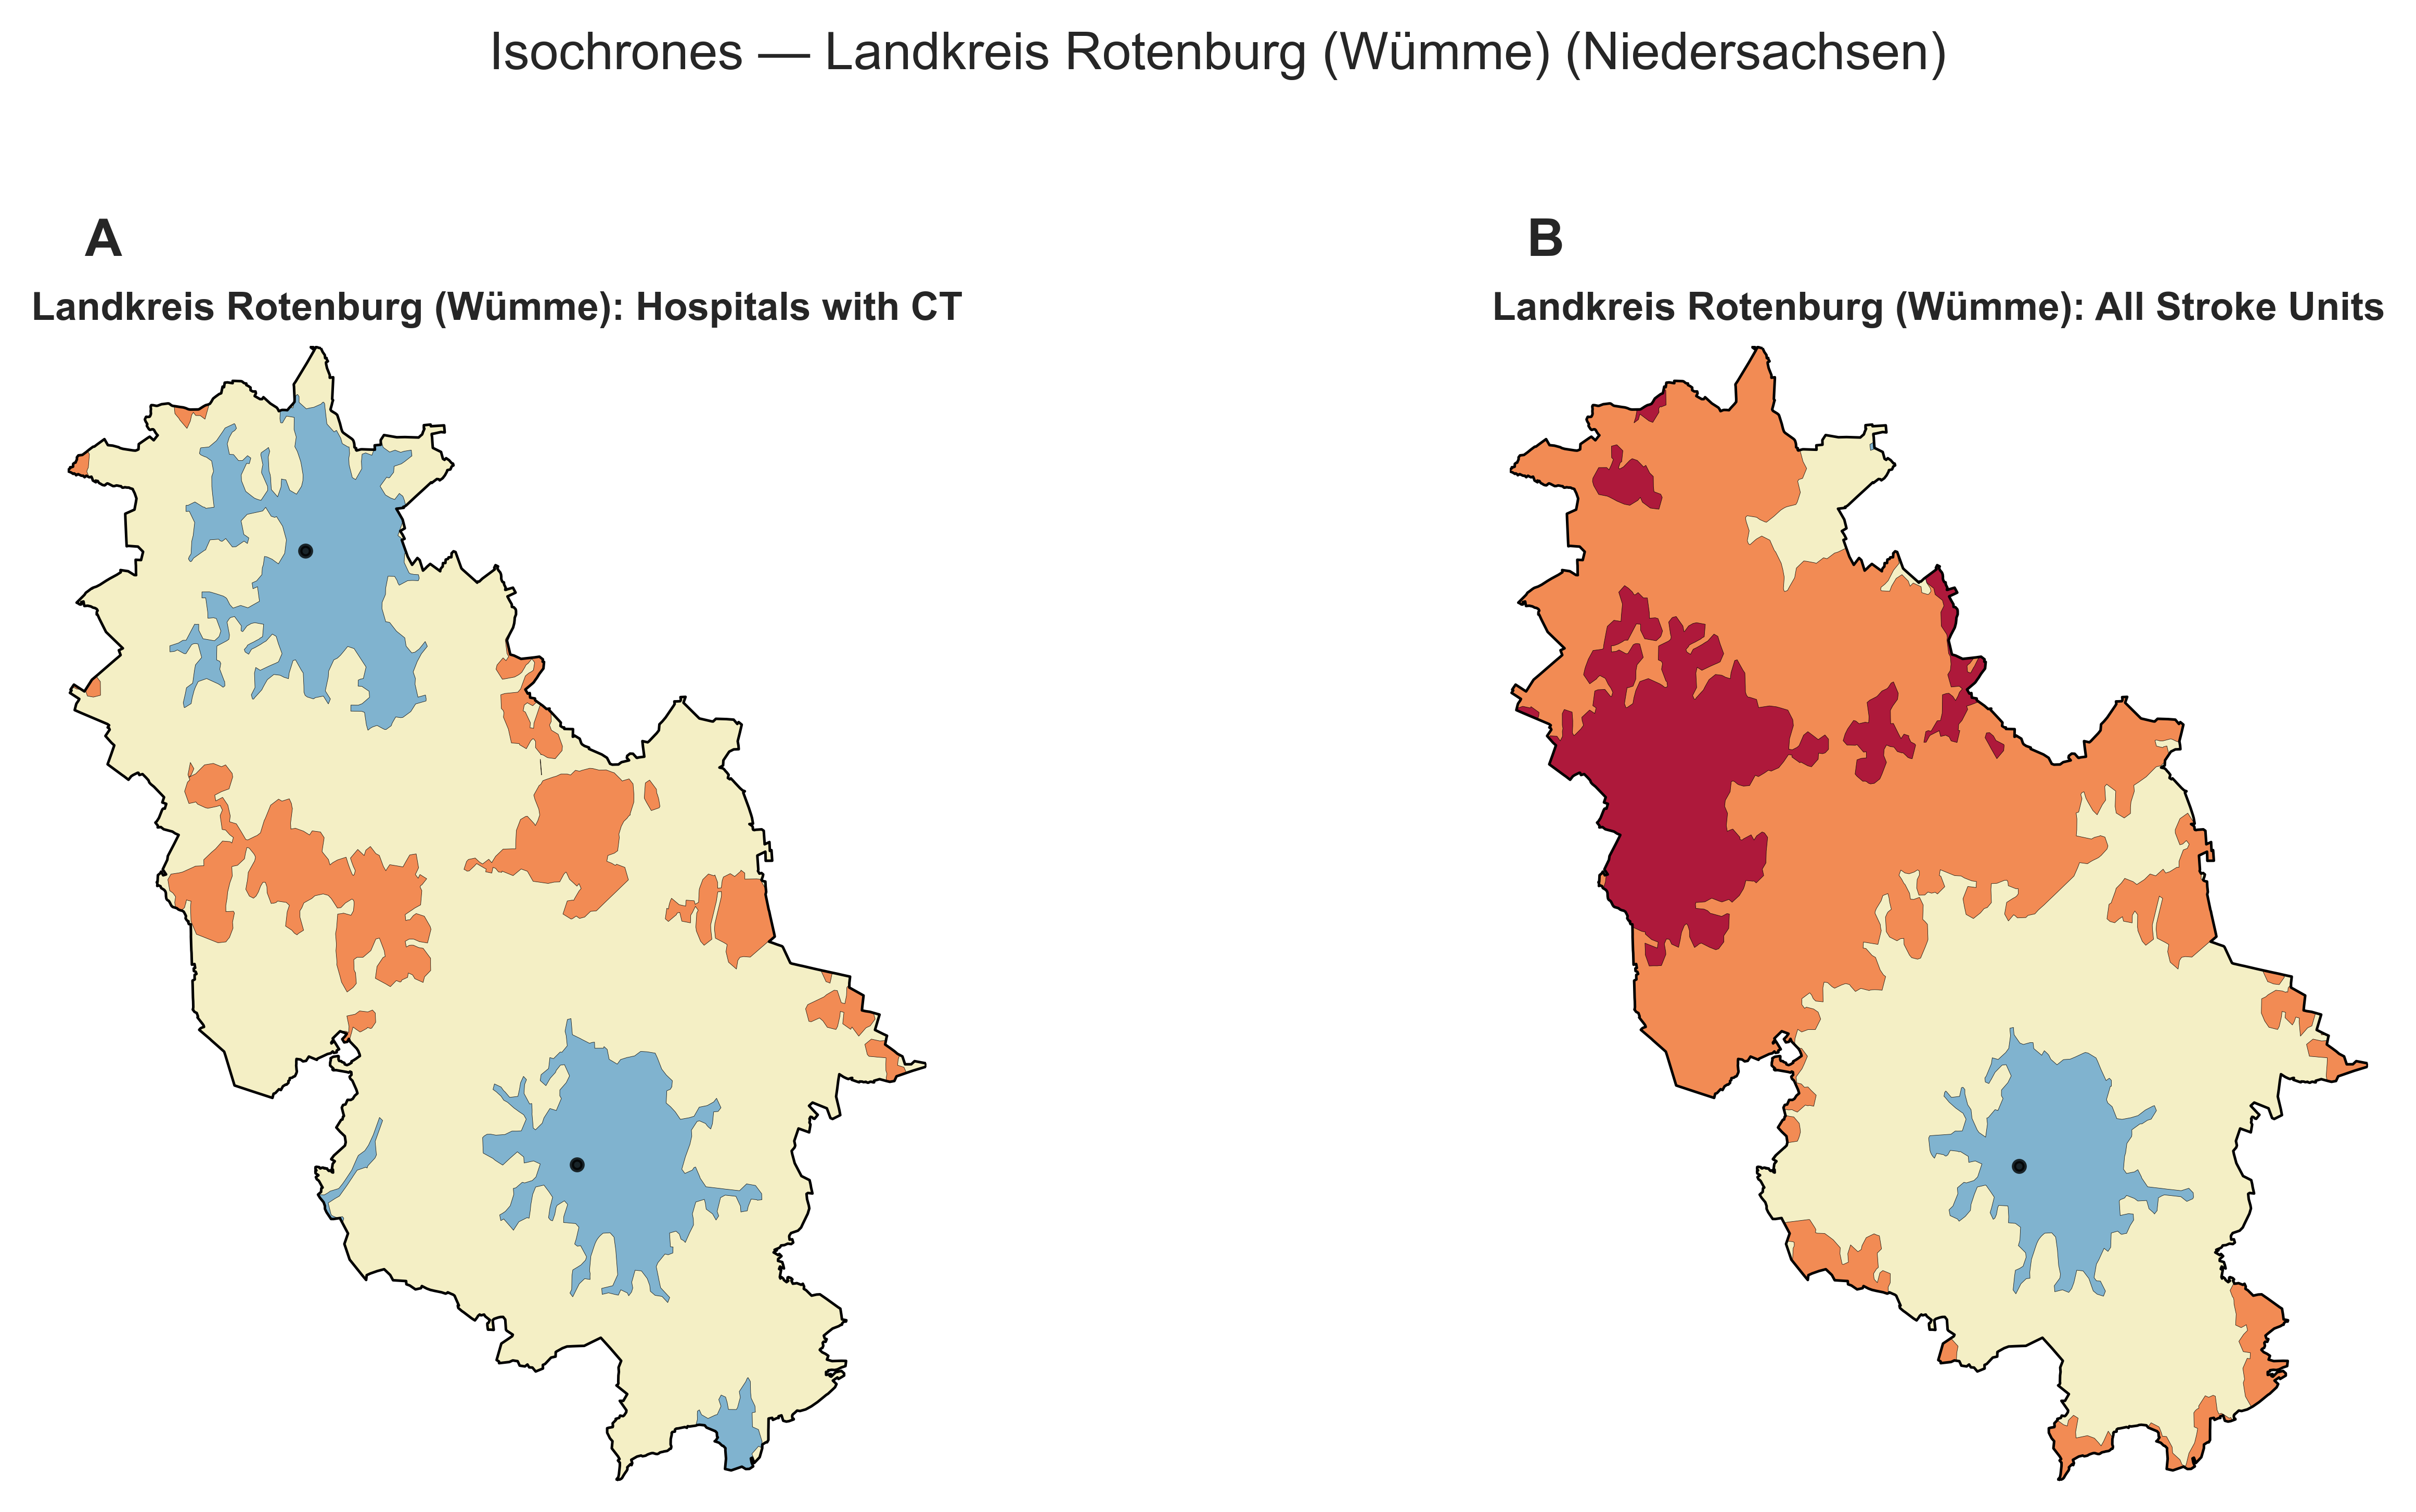 Isochrones — Landkreis Rotenburg (Wümme) (Niedersachsen)
A
Landkreis Rotenburg (Wümme): Hospitals with CT
B
Landkreis Rotenburg (Wümme): All Stroke Units